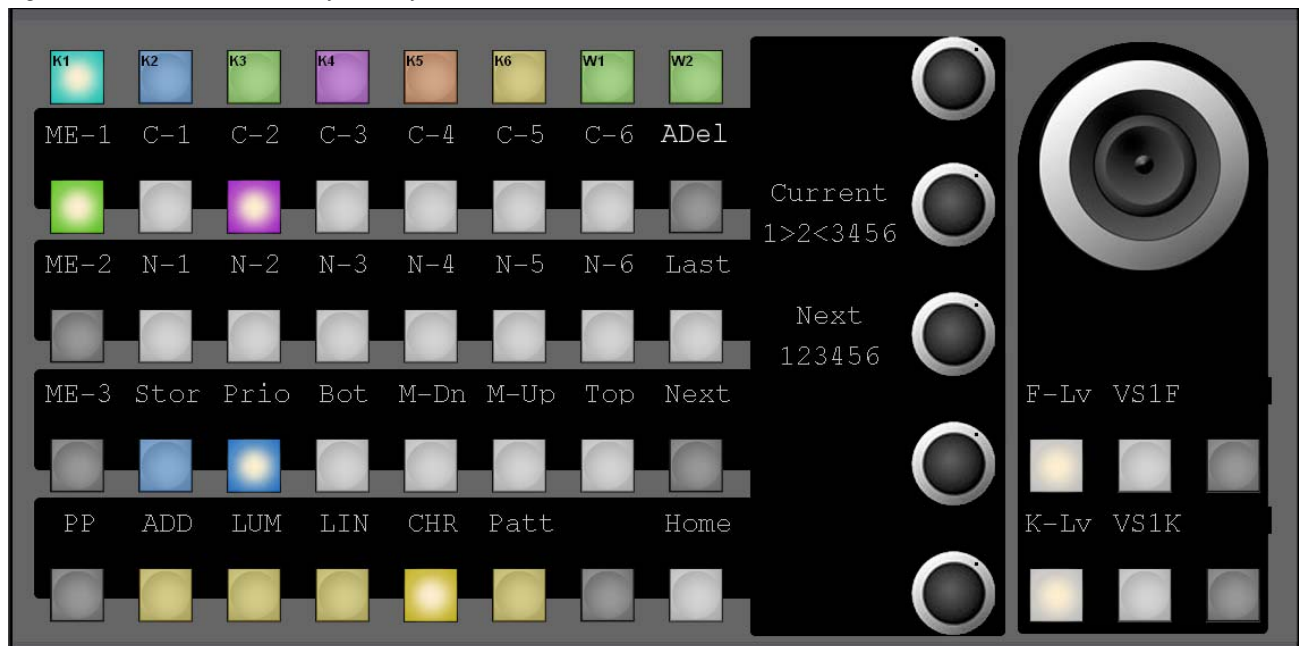 K1 K2 K3 K4 K5 K6 W1 W2
ME-1 C-1 C-2 C-3 C-4 C-5 C-6 ADel
Current
1>2<3456
ME-2 N-1 N-2 N-3 N-4 N-5 N-6 Last
Next
123456
ME-3 Stor Prio Bot M-Dn M-Up Top Next
F-Lv VS1F
PP ADD LUM LIN CHR Patt Home
K-Lv VS1K